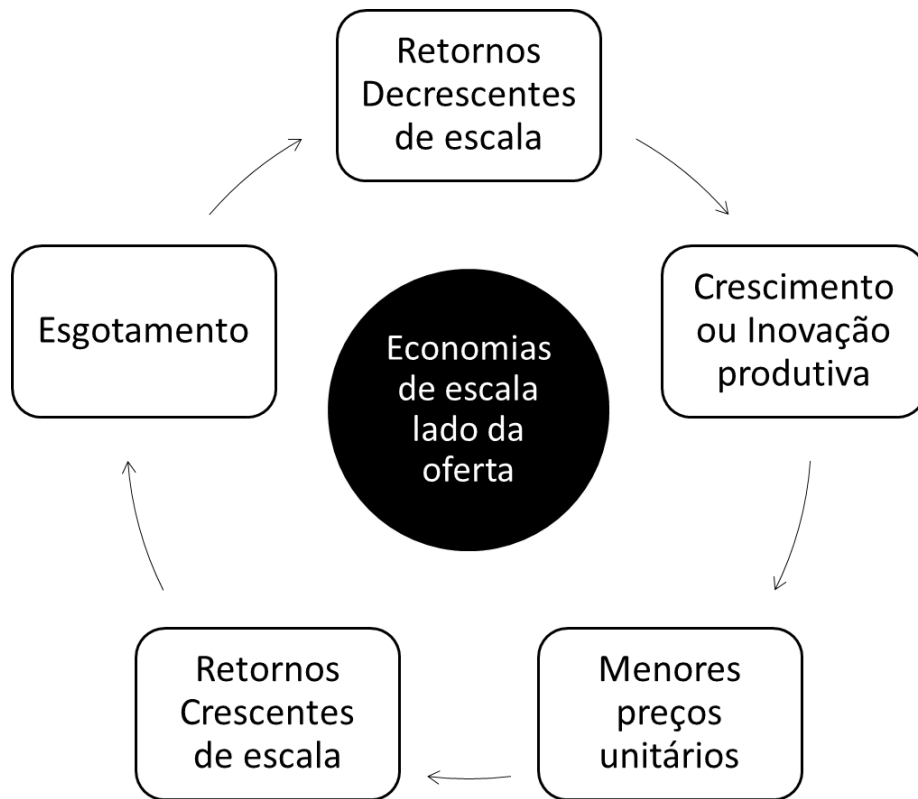 Retornos
Decrescentes
de escala
Crescimento
ou Inovação
produtiva
Menores
preços
unitários
Retornos
Crescentes
de escala
Esgotamento
Economias
de escala
lado da
oferta